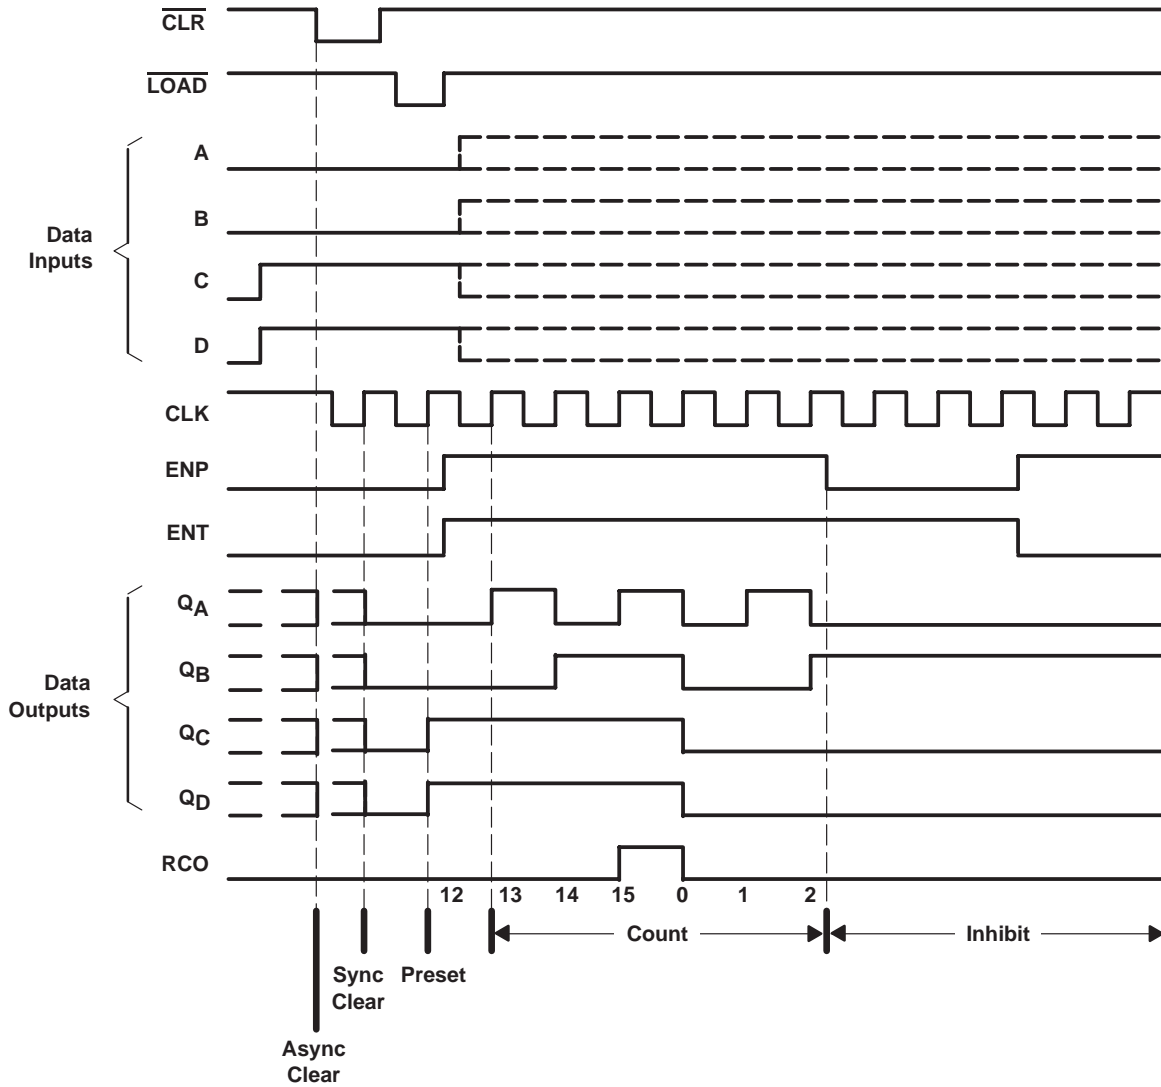 CLR
LOAD
A
B
Data
Inputs
C
D
CLK
ENP
ENT
QA
QB
Data
Outputs
QC
QD
RCO
12 13 14 15 0 1 2
Count Inhibit
Sync
Clear
Preset
Async
Clear